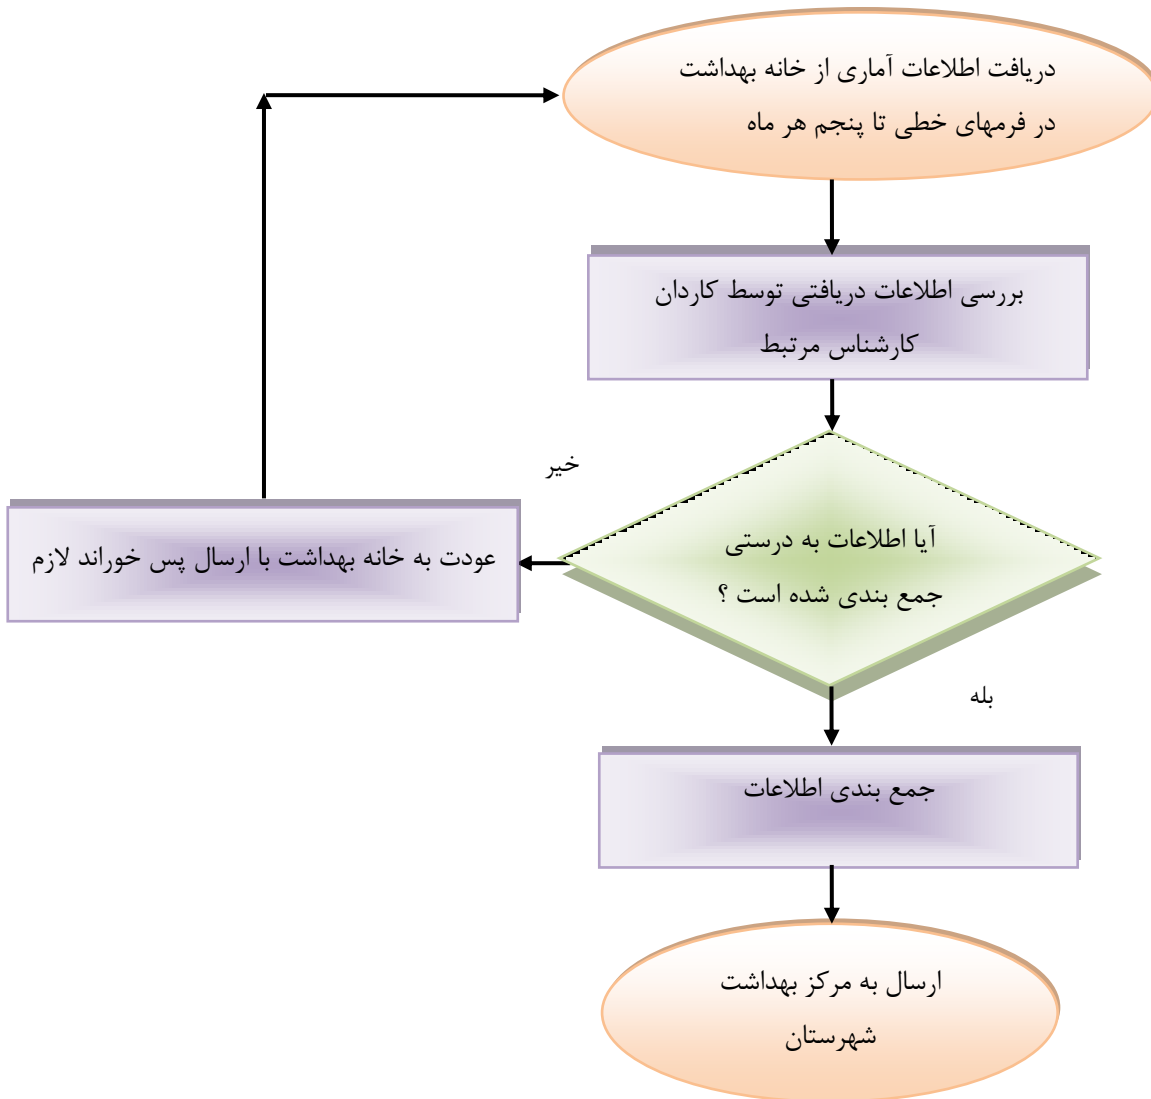 دریافت اطلاعات آماری از خانه بهداشت
در فرمهای خطی تا پنجم هر ماه
بررسی اطلاعات دریافتی توسط کاردان
کارشناس مرتبط
خیر
آیا اطلاعات به درستی
جمع بندی شده است ؟
عودت به خانه بهداشت با ارسال پس خوراند لازم
بله
جمع بندی اطلاعات
ارسال به مرکز بهداشت
شهرستان